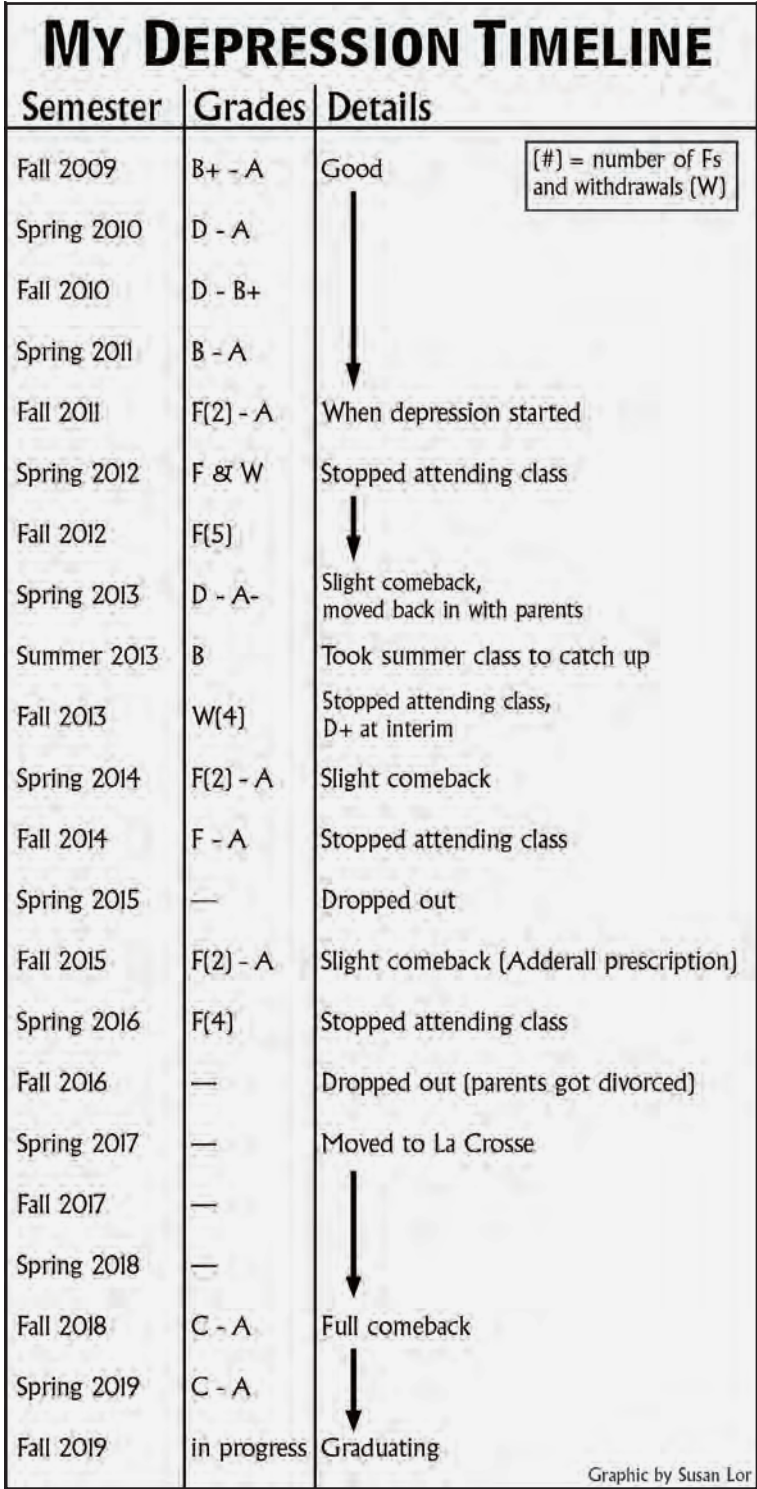 MY DEPRESSION TIMELINE
Semester Grades Details
(#) = number of Fs
and withdrawals (W)
Fall 2009 B+ - A Good
Spring 2010 D - A
Fall 2010 D - B+
Spring 2011 B - A
Fall 2011 F(2) - A When depression started
Spring 2012 F & W Stopped attending class
Fall 2012 F(5)
Spring 2013 D - A- Slight comeback,
moved back in with parents
Summer 2013 B Took summer class to catch up
Fall 2013 W(4) Stopped attending class,
D+ at interim
Spring 2014 F(2) - A Slight comeback
Fall 2014 F - A Stopped attending class
Spring 2015 — Dropped out
Fall 2015 F(2) - A Slight comeback (Adderall prescription)
Spring 2016 F(4) Stopped attending class
Fall 2016 — Dropped out (parents got divorced)
Spring 2017 — Moved to La Crosse
Fall 2017 —
Spring 2018 —
Fall 2018 C - A Full comeback
Spring 2019 C - A
Fall 2019 in progress Graduating
Graphic by Susan Lor